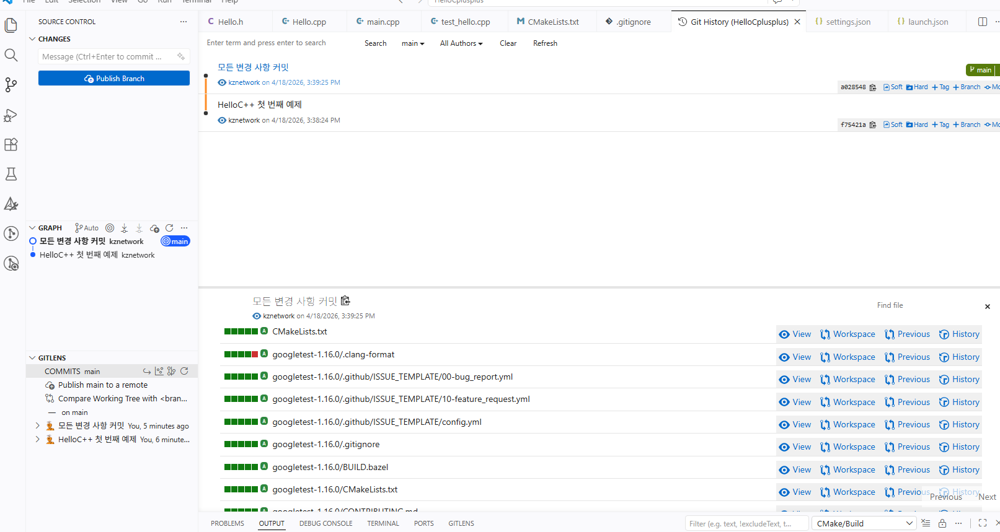 File Edit Selection View Go Run Terminal Help
HelloCplusplus
SOURCE CONTROL
Hello.h
Hello.cpp
main.cpp
test_hello.cpp
CMakeLists.txt
.gitignore
Git History (HelloCplusplus)
settings.json
launch.json
CHANGES
Message (Ctrl+Enter to commit ...
Publish Branch
Enter term and press enter to search
Search
main
All Authors
Clear
Refresh
모든 변경 사항 커밋
main
kznetwork on 4/18/2026, 3:39:25 PM
a028548 Soft Hard Tag Branch Mo
HelloC++ 첫 번째 예제
kznetwork on 4/18/2026, 3:38:24 PM
f75421a Soft Hard Tag Branch Mo
GRAPH Auto
모든 변경 사항 커밋 kznetwork main
HelloC++ 첫 번째 예제 kznetwork
GITLENS
COMMITS main
Publish main to a remote
Compare Working Tree with <bran...
— on main
모든 변경 사항 커밋 You, 5 minutes ago
HelloC++ 첫 번째 예제 You, 6 minute...
모든 변경 사항 커밋
Find file
kznetwork on 4/18/2026, 3:39:25 PM
A CMakeLists.txt View Workspace Previous History
A googletest-1.16.0/.clang-format View Workspace Previous History
A googletest-1.16.0/.github/ISSUE_TEMPLATE/00-bug_report.yml View Workspace Previous History
A googletest-1.16.0/.github/ISSUE_TEMPLATE/10-feature_request.yml View Workspace Previous History
A googletest-1.16.0/.github/ISSUE_TEMPLATE/config.yml View Workspace Previous History
A googletest-1.16.0/.gitignore View Workspace Previous History
A googletest-1.16.0/BUILD.bazel View Workspace Previous History
A googletest-1.16.0/CMakeLists.txt View Workspace Previous History
Previous Next
A googletest-1.16.0/CONTRIBUTING.md
PROBLEMS OUTPUT DEBUG CONSOLE TERMINAL PORTS GITLENS
Filter (e.g. text, !excludeText, t...
CMake/Build